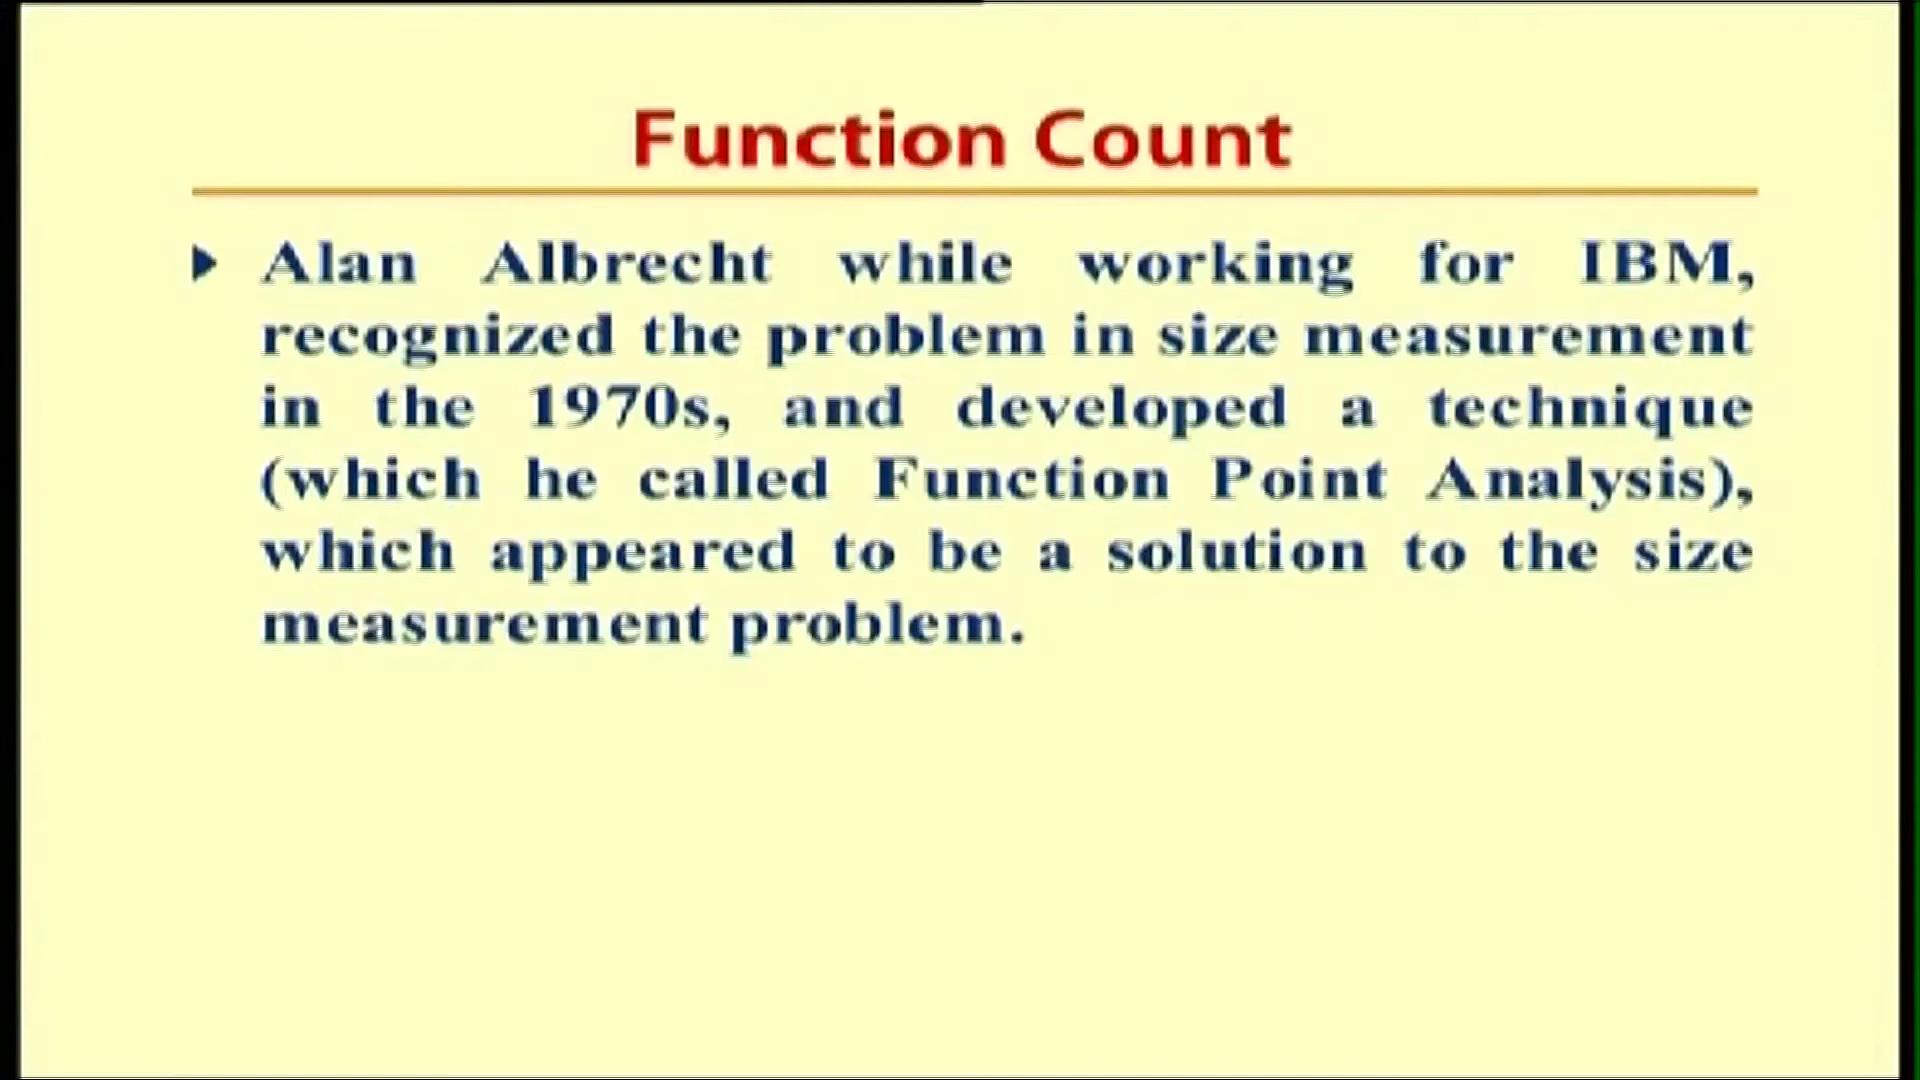 Function Count
Alan Albrecht while working for IBM,
recognized the problem in size measurement
in the 1970s, and developed a technique
(which he called Function Point Analysis),
which appeared to be a solution to the size
measurement problem.